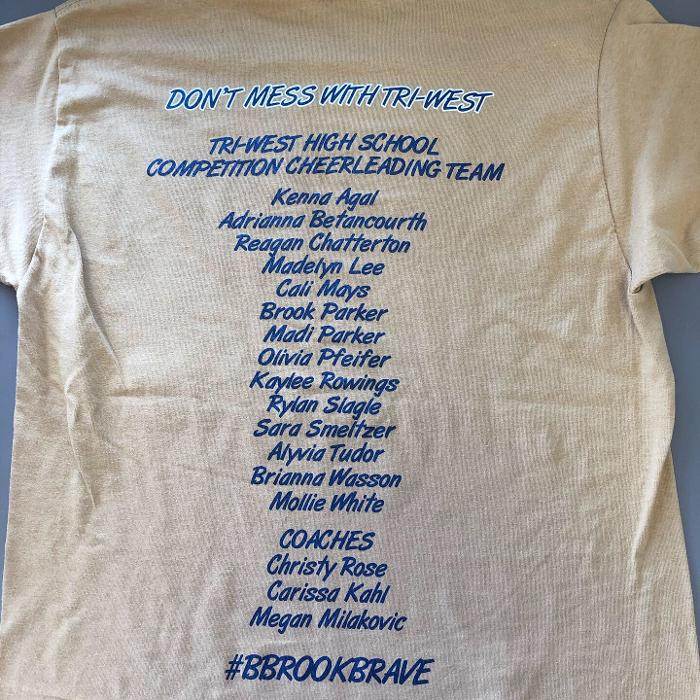 DON'T MESS WITH TRI-WEST
TRI-WEST HIGH SCHOOL
COMPETITION CHEERLEADING TEAM
Kenna Agal
Adrianna Betancourth
Reagan Chatterton
Madelyn Lee
Cali Mays
Brook Parker
Madi Parker
Olivia Pfeifer
Kaylee Rowings
Rylan Slagle
Sara Smeltzer
Alyvia Tudor
Brianna Wasson
Mollie White
COACHES
Christy Rose
Carissa Kahl
Megan Milakovic
#BBROOKBRAVE